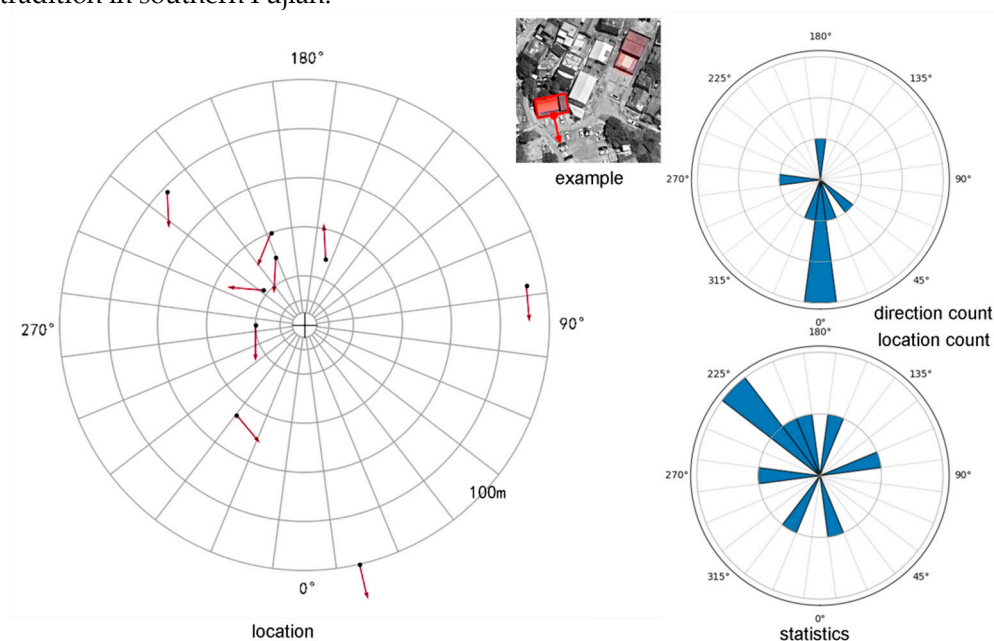 tradition in southern Fujian.
180°
270°
90°
100m
0°
location
example
180°
225°
135°
270°
90°
315°
45°
0°
direction count
location count
180°
225°
135°
270°
90°
315°
45°
0°
statistics